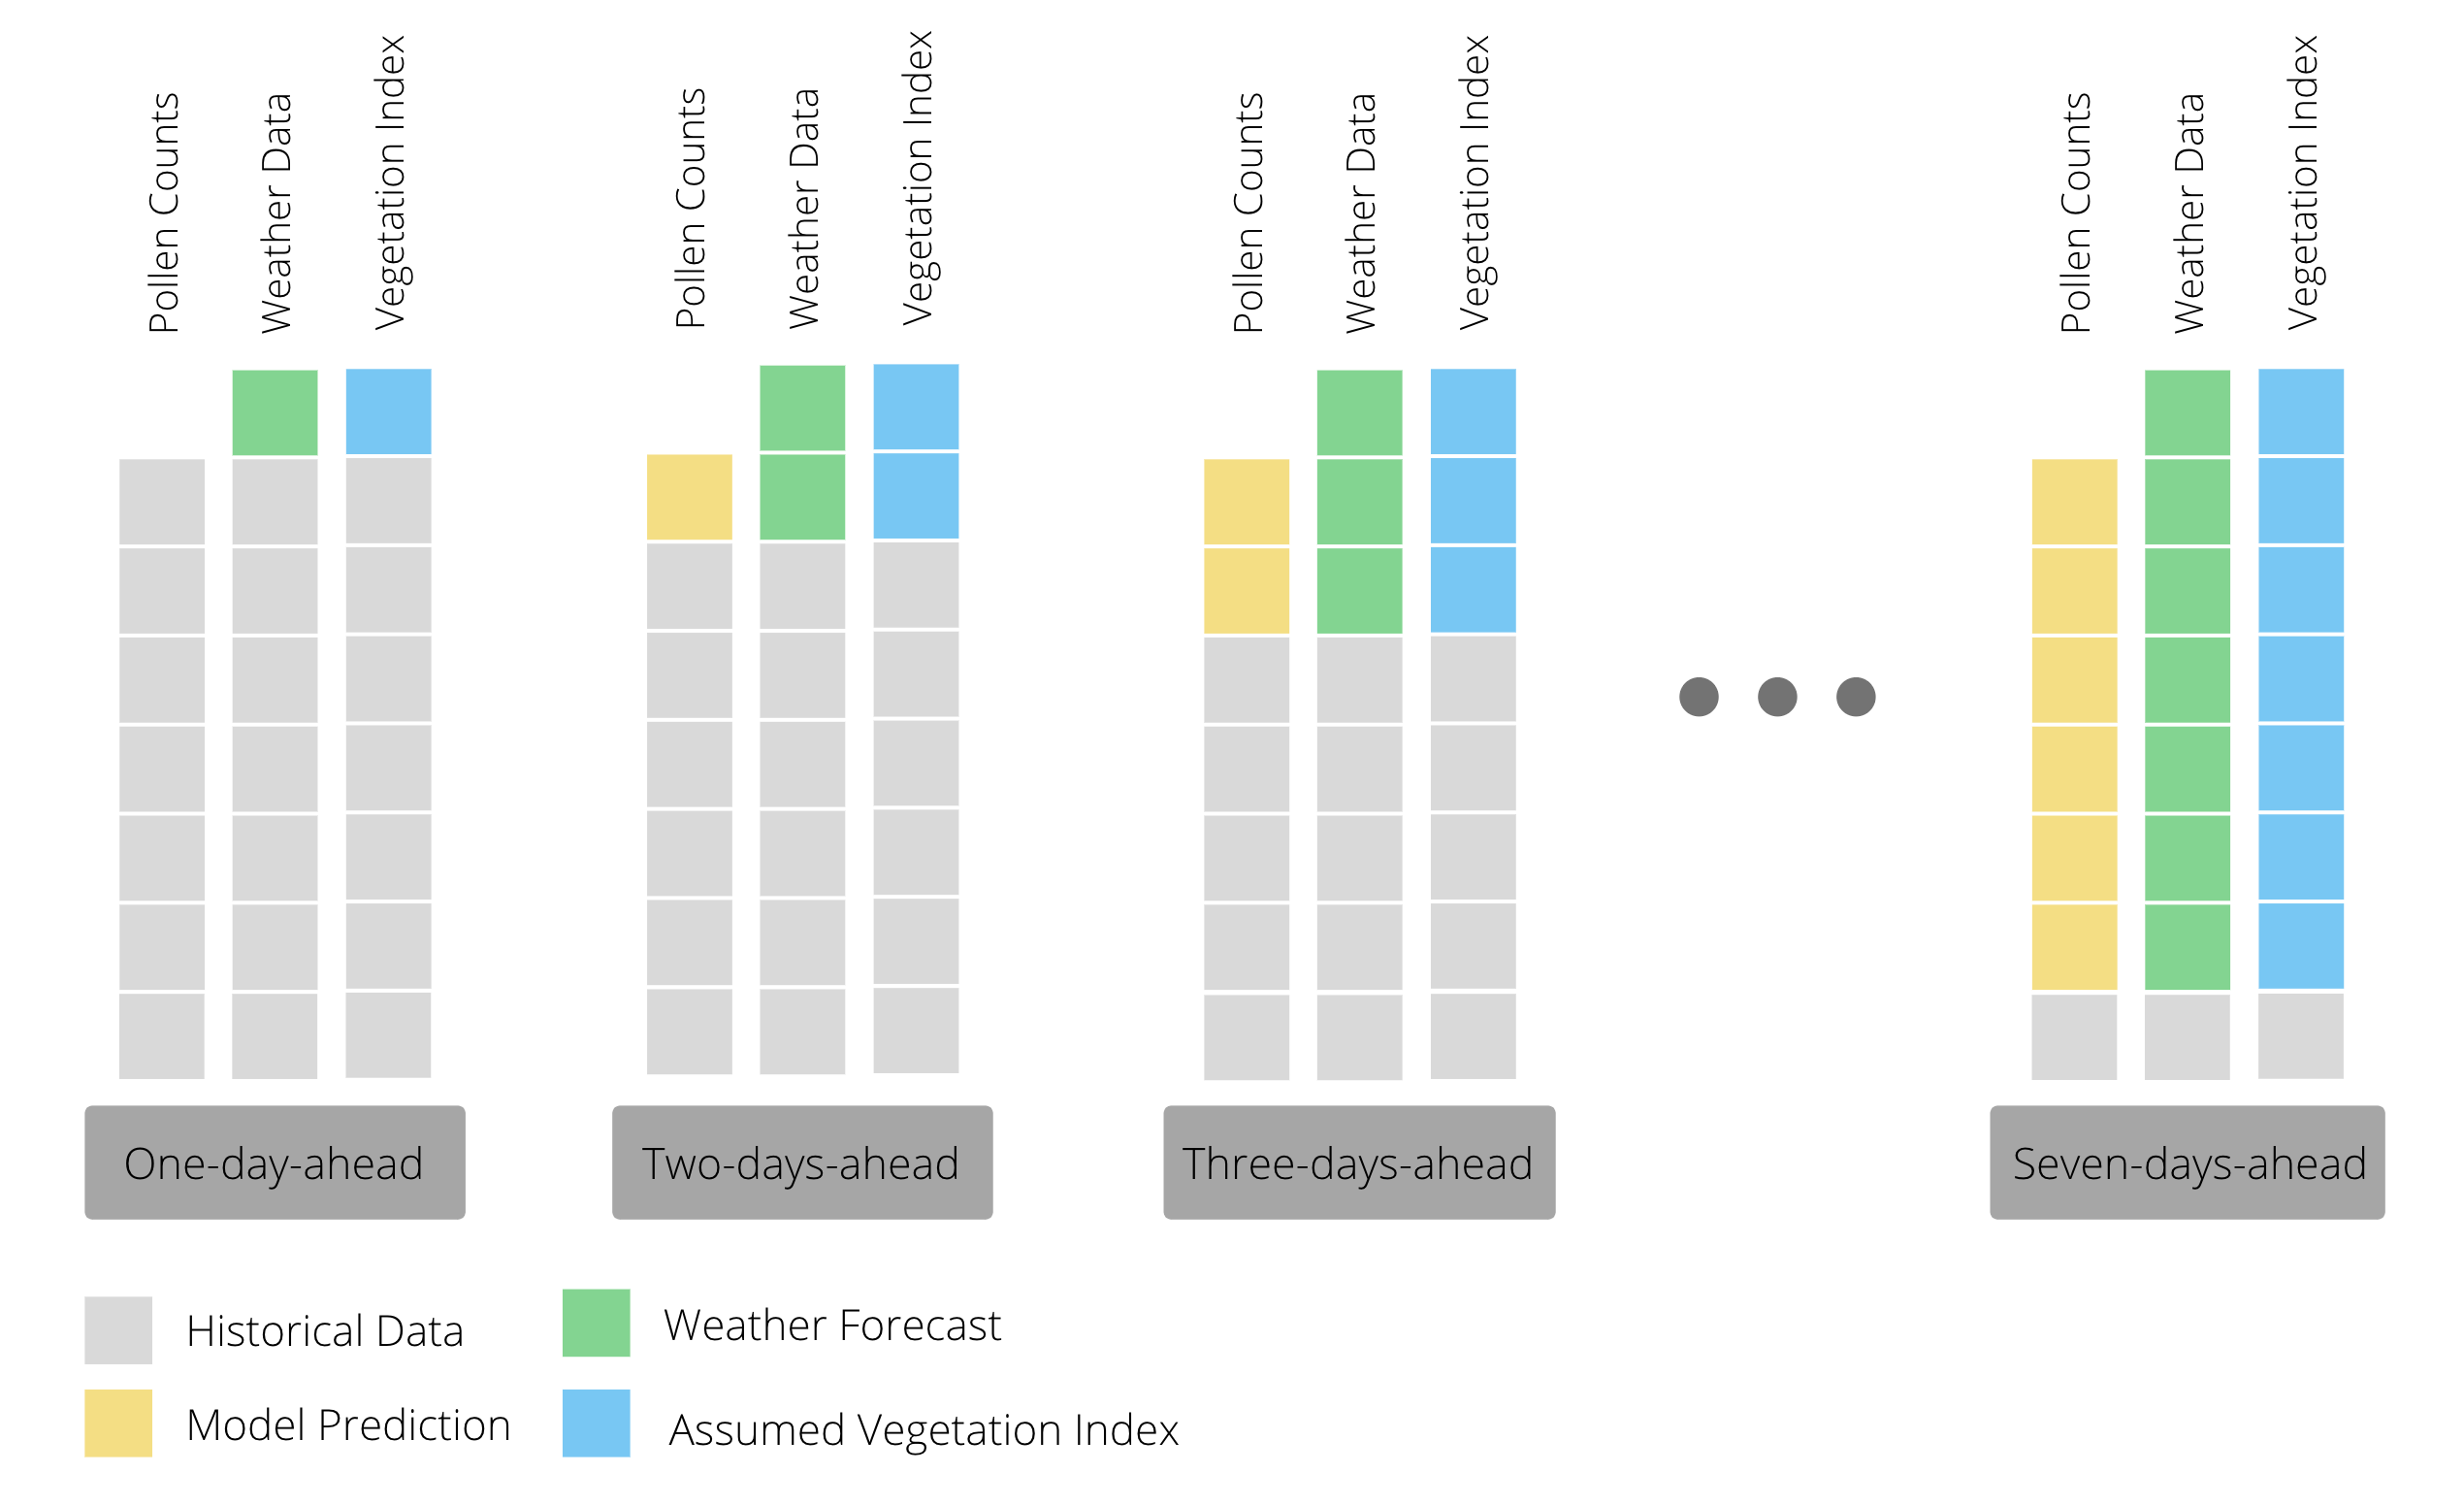 Pollen Counts
Weather Data
Vegetation Index
Pollen Counts
Weather Data
Vegetation Index
Pollen Counts
Weather Data
Vegetation Index
Pollen Counts
Weather Data
Vegetation Index
One-day-ahead
Two-days-ahead
Three-days-ahead
Seven-days-ahead
Historical Data
Weather Forecast
Model Prediction
Assumed Vegetation Index